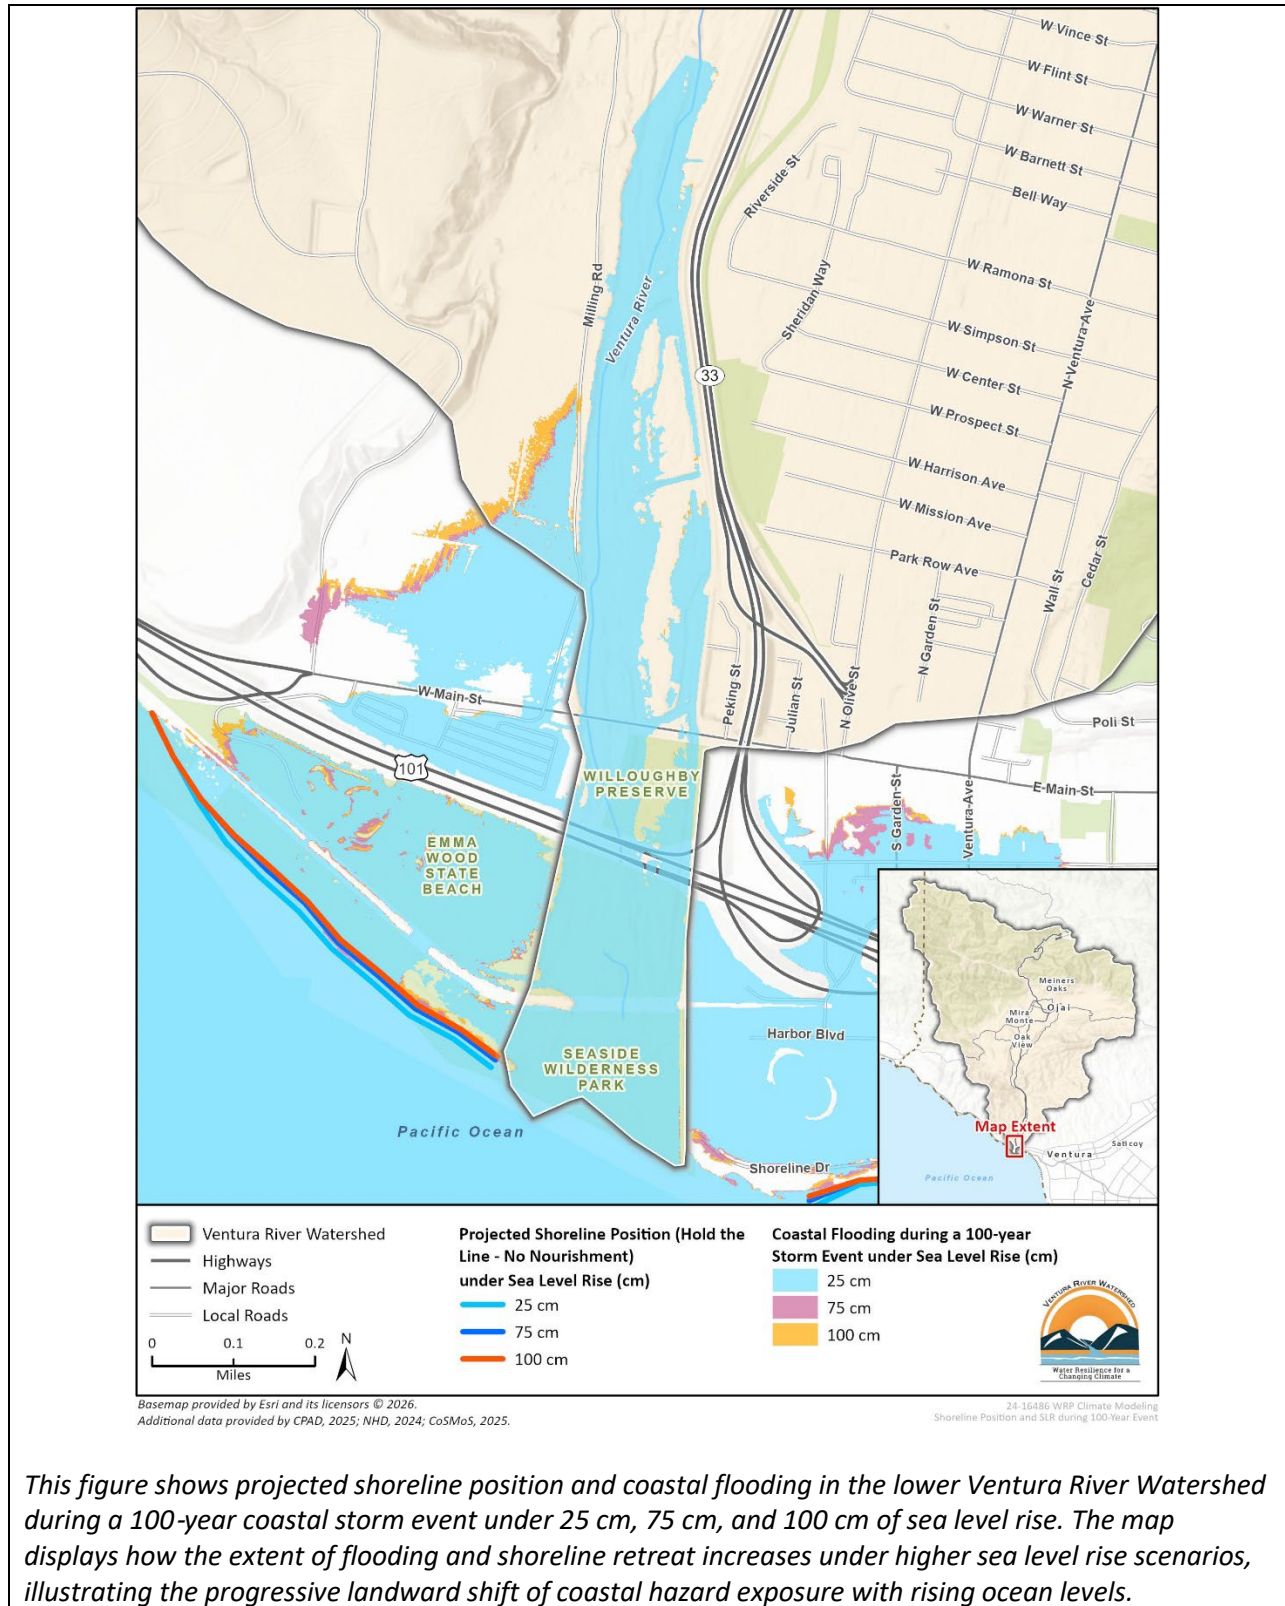 W Vince St
W Flint St
W Warner St
W Barnett St
Bell Way
Riverside St
W Ramona St
Sheridan Way
Milling Rd
Ventura River
W Simpson St
N Ventura Ave
33
W Center St
W Prospect St
W Harrison Ave
W Mission Ave
Park Row Ave
Wall St
Cedar St
N Garden St
Peking St
Julian St
N Olive St
W Main St
Poli St
101
WILLOUGHBY
PRESERVE
E Main St
S Garden St
Ventura Ave
EMMA
WOOD
STATE
BEACH
Harbor Blvd
SEASIDE
WILDERNESS
PARK
Pacific Ocean
Shoreline Dr
Meiners
Oaks
Ojai
Mira
Monte
Oak
View
Map Extent
Ventura
Saticoy
Pacific Ocean
Ventura River Watershed
Highways
Major Roads
Local Roads
0 0.1 0.2
Miles
N
Projected Shoreline Position (Hold the
Line - No Nourishment)
under Sea Level Rise (cm)
25 cm
75 cm
100 cm
Coastal Flooding during a 100-year
Storm Event under Sea Level Rise (cm)
25 cm
75 cm
100 cm
VENTURA RIVER WATERSHED
Water Resilience for a
Changing Climate
Basemap provided by Esri and its licensors © 2026.
Additional data provided by CPAD, 2025; NHD, 2024; CoSMoS, 2025.
24-16486 WRP Climate Modeling
Shoreline Position and SLR during 100-Year Event
This figure shows projected shoreline position and coastal flooding in the lower Ventura River Watershed
during a 100-year coastal storm event under 25 cm, 75 cm, and 100 cm of sea level rise. The map
displays how the extent of flooding and shoreline retreat increases under higher sea level rise scenarios,
illustrating the progressive landward shift of coastal hazard exposure with rising ocean levels.